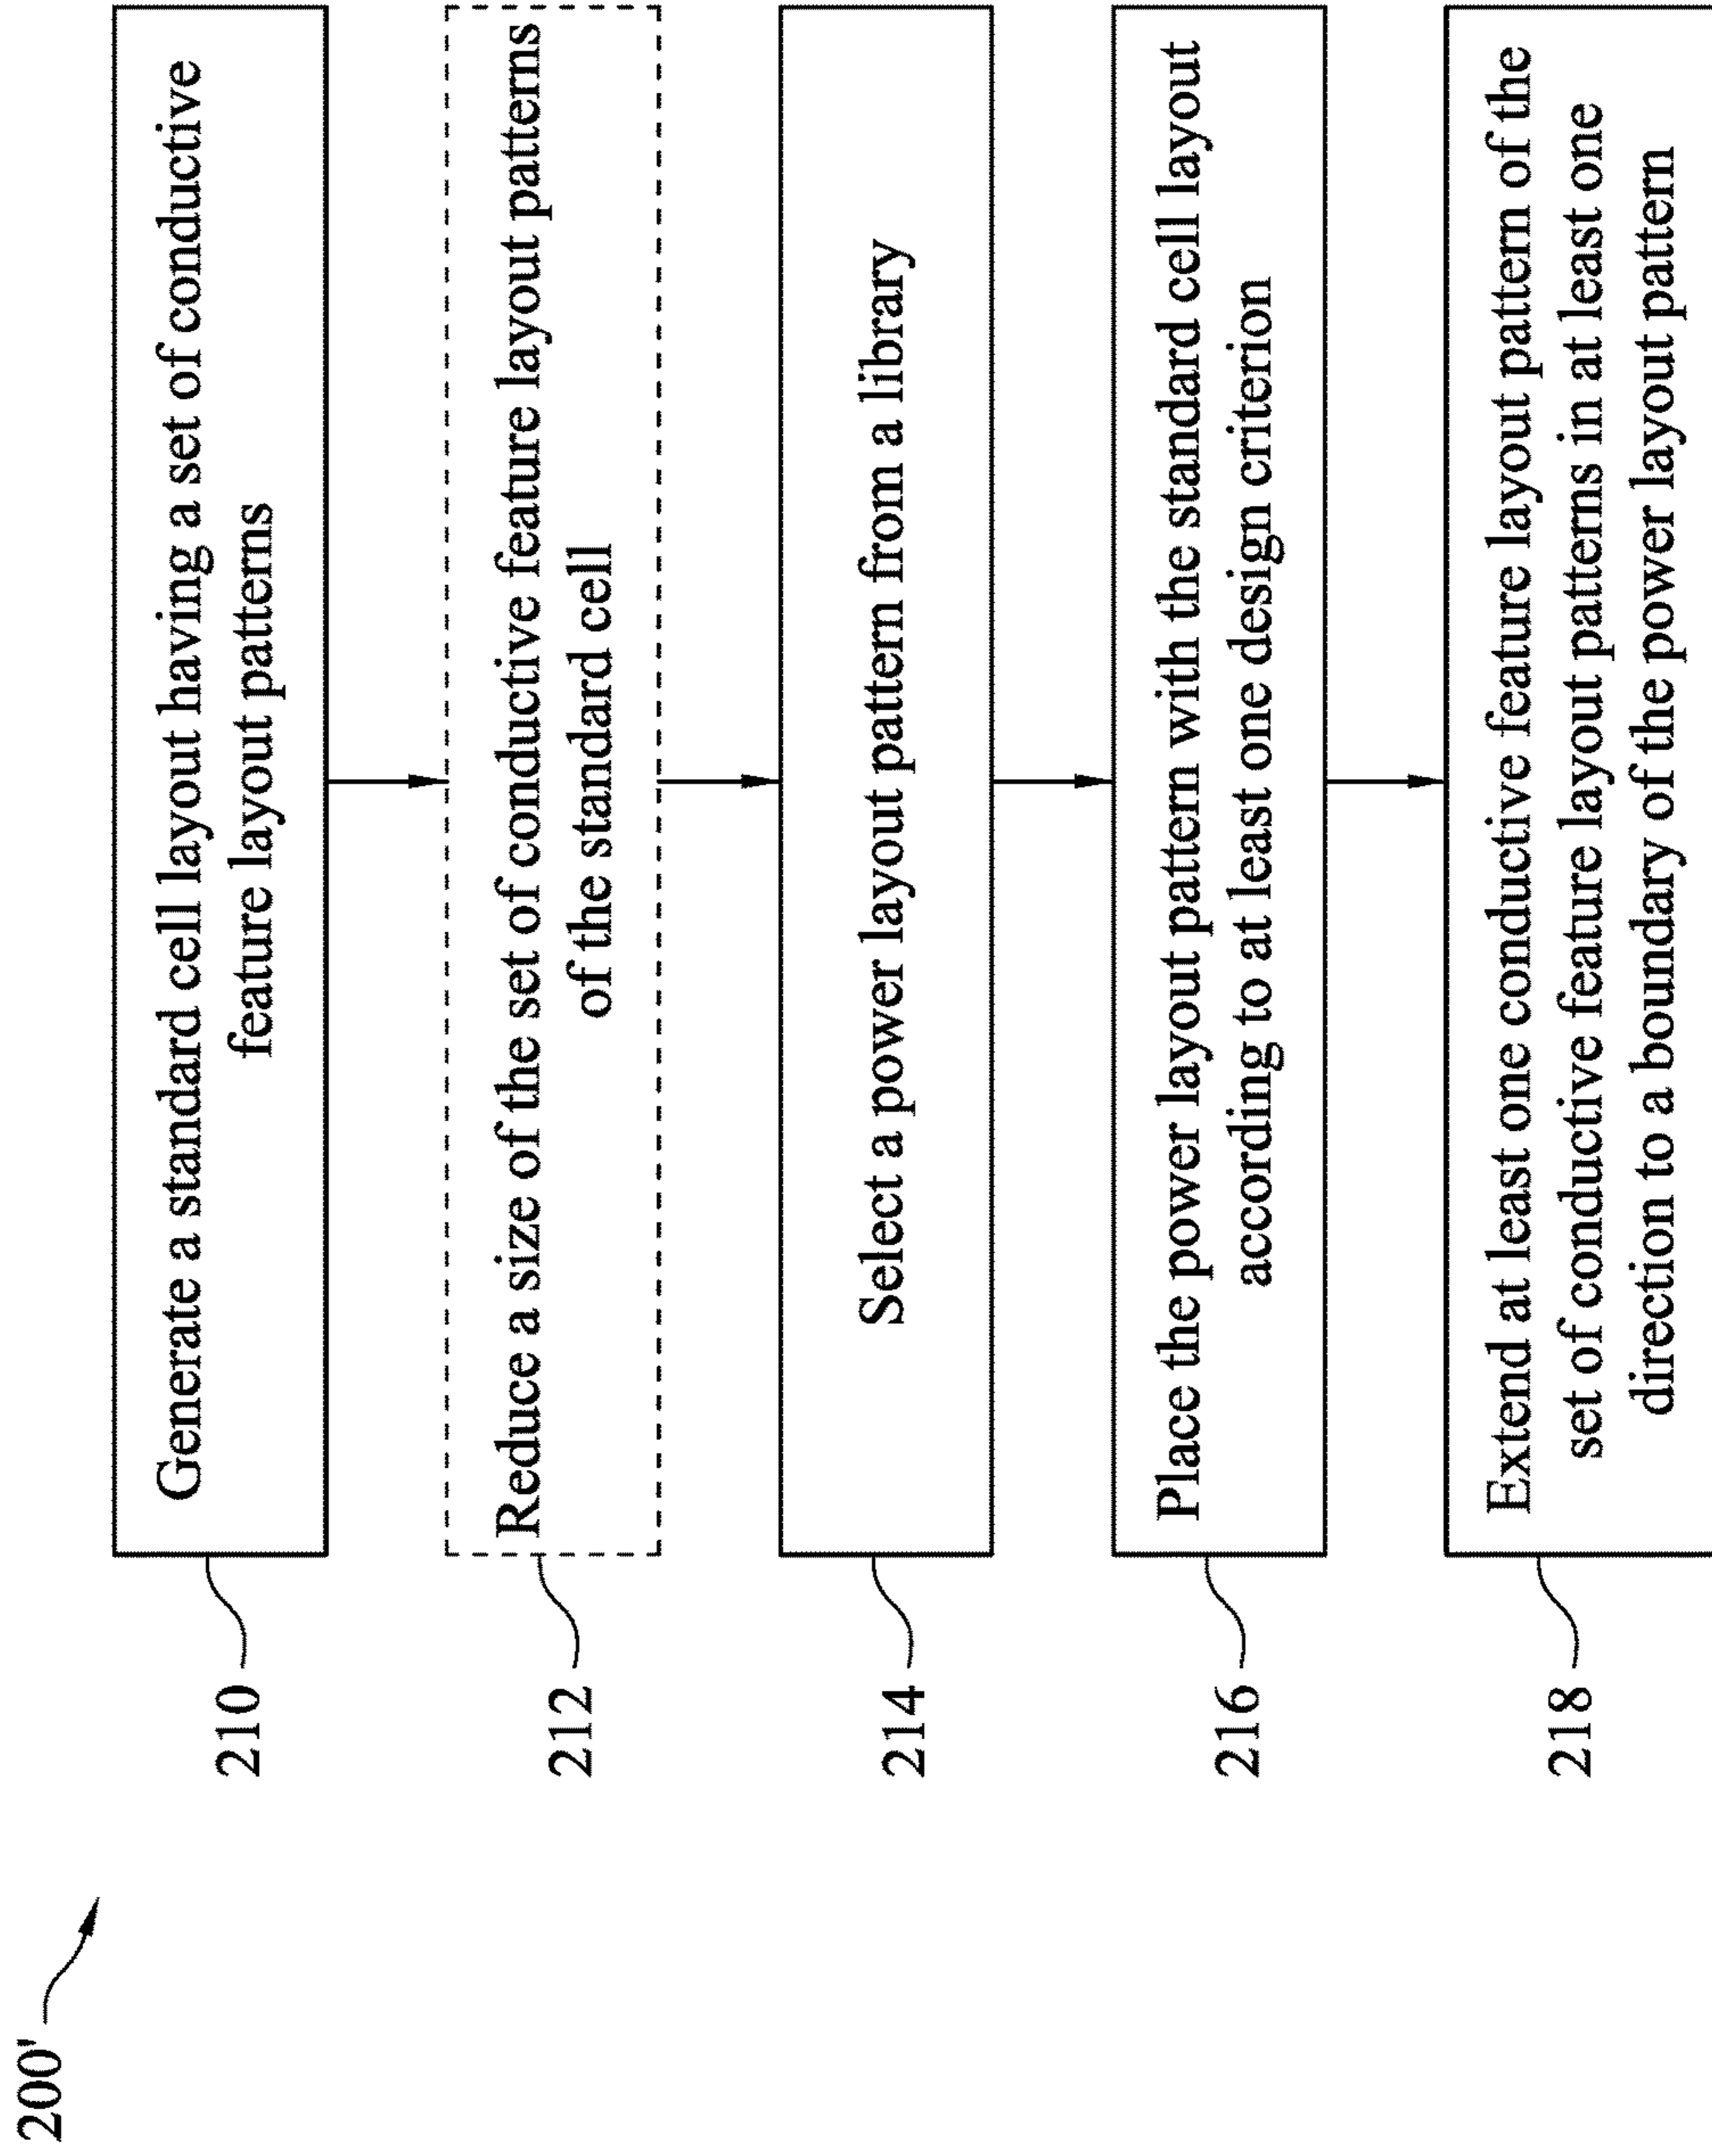 200'
210
Generate a standard cell layout having a set of conductive
feature layout patterns
212
Reduce a size of the set of conductive feature layout patterns
of the standard cell
214
Select a power layout pattern from a library
216
Place the power layout pattern with the standard cell layout
according to at least one design criterion
218
Extend at least one conductive feature layout pattern of the
set of conductive feature layout patterns in at least one
direction to a boundary of the power layout pattern